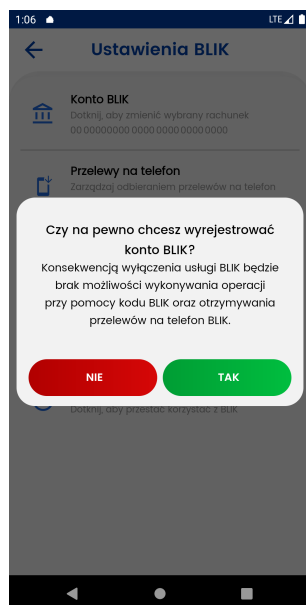 1:06
LTE
Ustawienia BLIK
Konto BLIK
Dotknij, aby zmienić wybrany rachunek
00 0000 0000 0000 0000 0000 0000
Przelewy na telefon
Zarządzaj odbieraniem przelewów na telefon
Czy na pewno chcesz wyrejestrować
konto BLIK?
Konsekwencją wyłączenia usługi BLIK będzie
brak możliwości wykonywania operacji
przy pomocy kodu BLIK oraz otrzymywania
przelewów na telefon BLIK.
NIE
TAK
Dotknij, aby przestać korzystać z BLIK